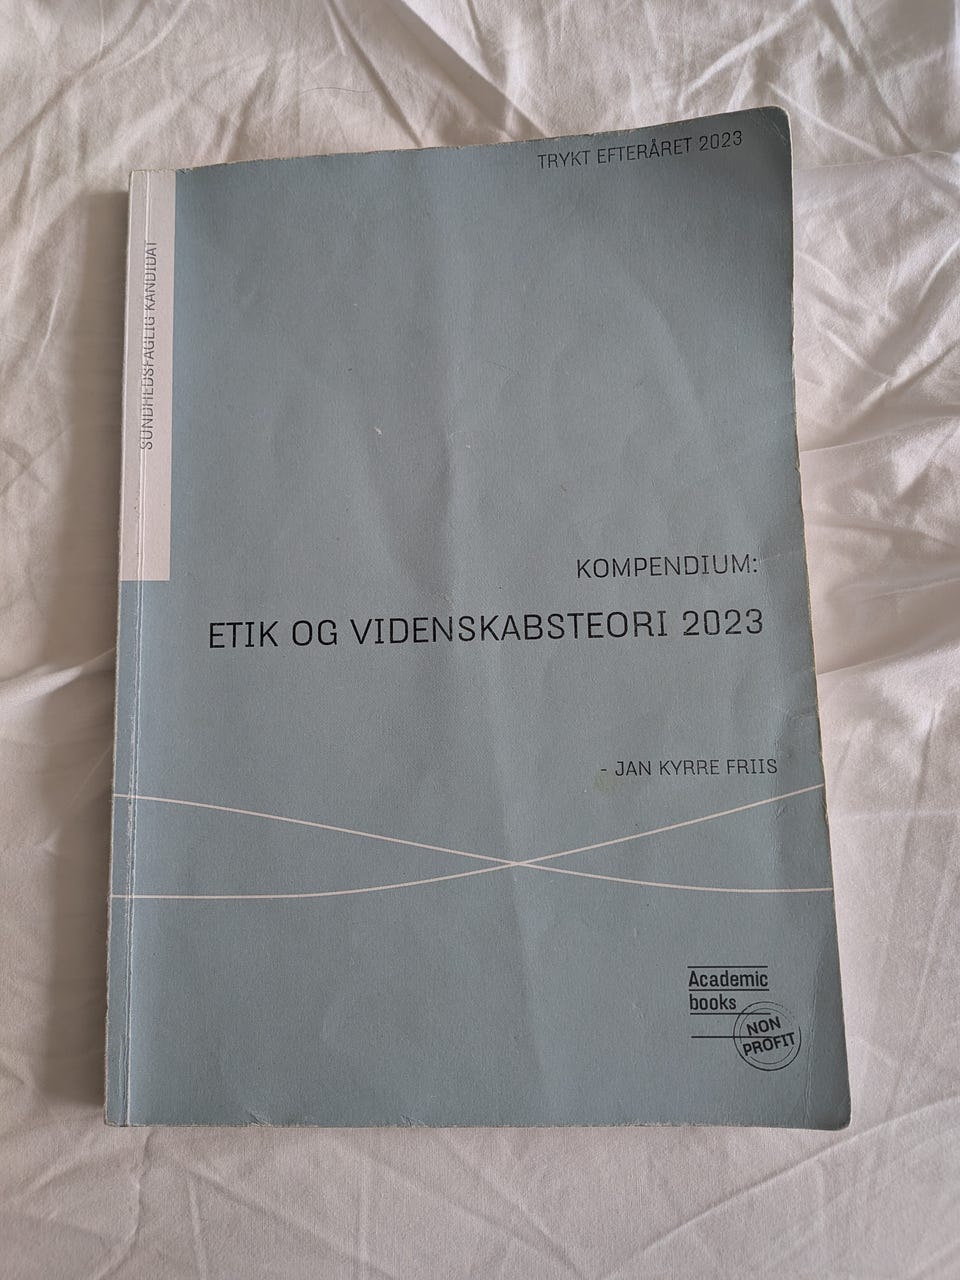 TRYKT EFTERÅRET 2023
SUNDHEDSFAGLIG KANDIDAT
KOMPENDIUM:
ETIK OG VIDENSKABSTEORI 2023
- JAN KYRRE FRIIS
Academic
books
NON
PROFIT